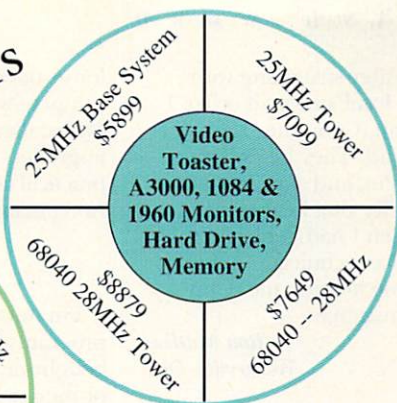 25MHz Base System
$5899
25MHz Tower
$7099
Video
Toaster,
A3000, 1084 &
1960 Monitors,
Hard Drive,
Memory
$8879
68040 28MHz Tower
$7649
68040 -- 28MHz